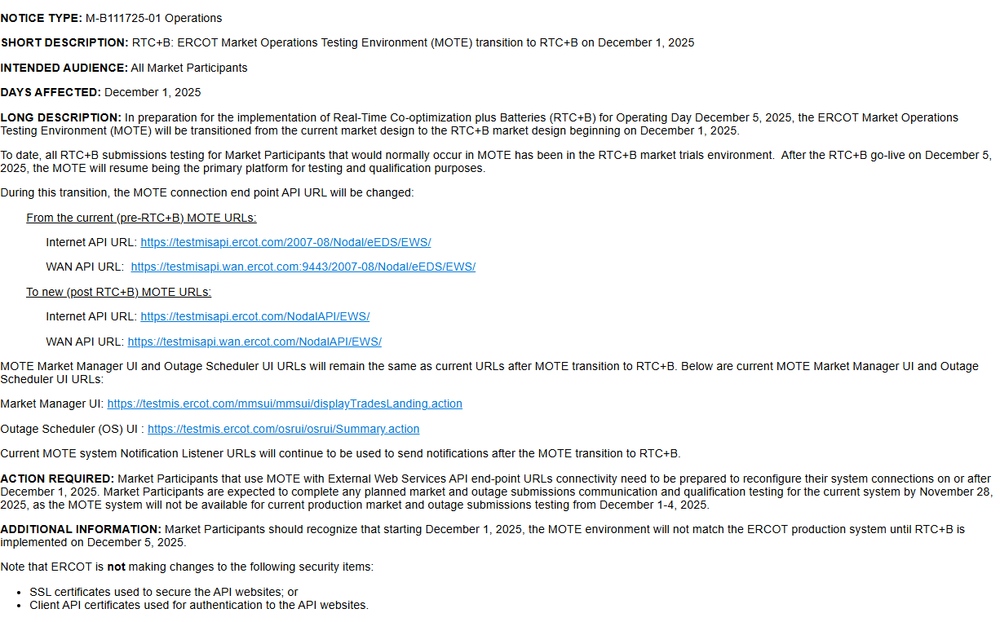 NOTICE TYPE: M-B111725-01 Operations
SHORT DESCRIPTION: RTC+B: ERCOT Market Operations Testing Environment (MOTE) transition to RTC+B on December 1, 2025
INTENDED AUDIENCE: All Market Participants
DAYS AFFECTED: December 1, 2025
LONG DESCRIPTION: In preparation for the implementation of Real-Time Co-optimization plus Batteries (RTC+B) for Operating Day December 5, 2025, the ERCOT Market Operations
Testing Environment (MOTE) will be transitioned from the current market design to the RTC+B market design beginning on December 1, 2025.
To date, all RTC+B submissions testing for Market Participants that would normally occur in MOTE has been in the RTC+B market trials environment.  After the RTC+B go-live on December 5,
2025, the MOTE will resume being the primary platform for testing and qualification purposes.
During this transition, the MOTE connection end point API URL will be changed:
From the current (pre-RTC+B) MOTE URLs:
Internet API URL: https://testmisapi.ercot.com/2007-08/Nodal/eEDS/EWS/
WAN API URL:  https://testmisapi.wan.ercot.com:9443/2007-08/Nodal/eEDS/EWS/
To new (post RTC+B) MOTE URLs:
Internet API URL: https://testmisapi.ercot.com/NodalAPI/EWS/
WAN API URL: https://testmisapi.wan.ercot.com/NodalAPI/EWS/
MOTE Market Manager UI and Outage Scheduler UI URLs will remain the same as current URLs after MOTE transition to RTC+B. Below are current MOTE Market Manager UI and Outage
Scheduler UI URLs:
Market Manager UI: https://testmis.ercot.com/mmsui/mmsui/displayTradesLanding.action
Outage Scheduler (OS) UI : https://testmis.ercot.com/osrui/osrui/Summary.action
Current MOTE system Notification Listener URLs will continue to be used to send notifications after the MOTE transition to RTC+B.
ACTION REQUIRED: Market Participants that use MOTE with External Web Services API end-point URLs connectivity need to be prepared to reconfigure their system connections on or after
December 1, 2025. Market Participants are expected to complete any planned market and outage submissions communication and qualification testing for the current system by November 28,
2025, as the MOTE system will not be available for current production market and outage submissions testing from December 1-4, 2025.
ADDITIONAL INFORMATION: Market Participants should recognize that starting December 1, 2025, the MOTE environment will not match the ERCOT production system until RTC+B is
implemented on December 5, 2025.
Note that ERCOT is not making changes to the following security items:
• SSL certificates used to secure the API websites; or
• Client API certificates used for authentication to the API websites.